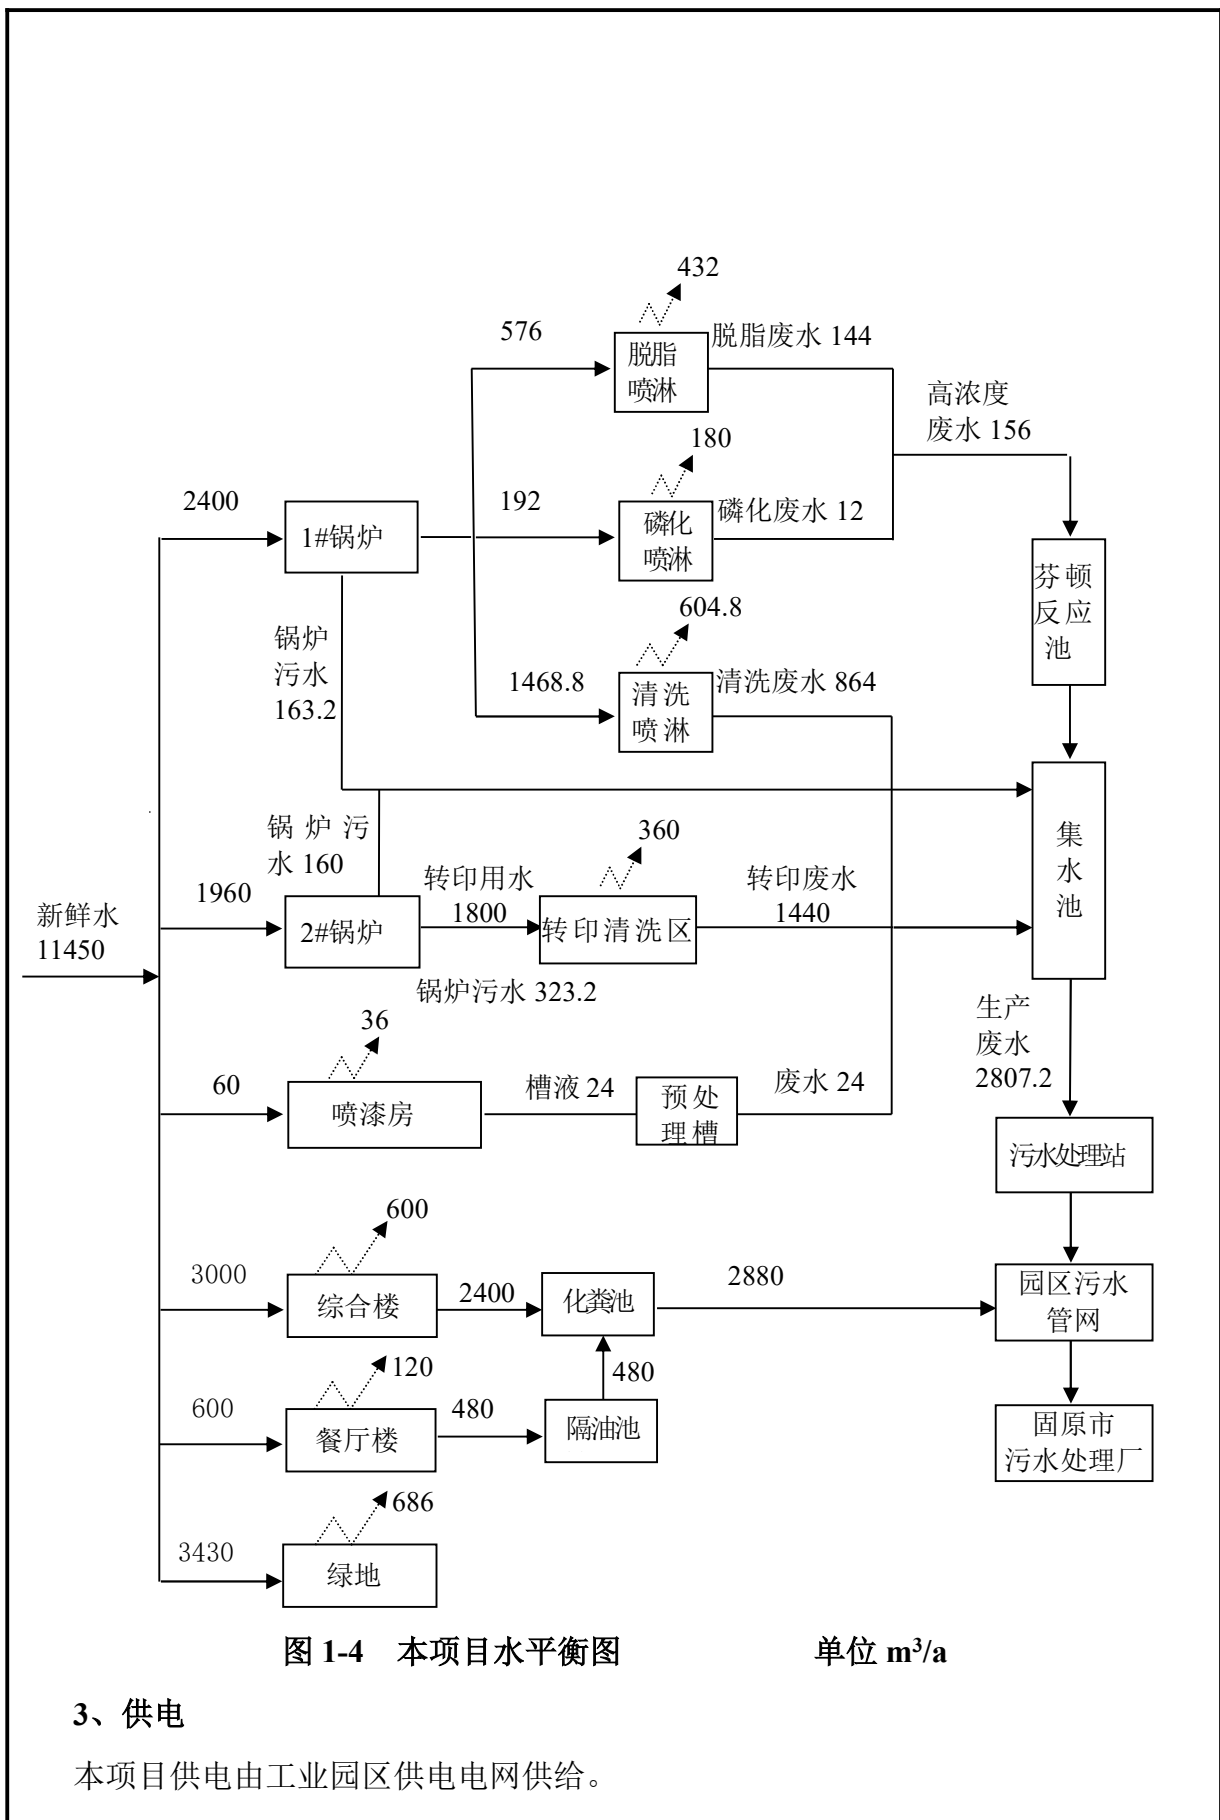 432
576
脱脂
喷淋
脱脂废水 144
高浓度
废水 156
180
2400
1#锅炉
192
磷化
喷淋
磷化废水 12
芬顿
反应
池
604.8
锅炉
污水
163.2
1468.8
清洗
喷淋
清洗废水 864
锅炉污
水 160
360
集
水
池
1960
2#锅炉
转印用水
1800
转印清洗区
转印废水
1440
新鲜水
11450
锅炉污水 323.2
生产
废水
2807.2
36
60
喷漆房
槽液 24
预处
理槽
废水 24
污水处理站
600
3000
综合楼
2400
化粪池
2880
园区污水
管网
120
480
600
餐厅楼
480
隔油池
固原市
污水处理厂
686
3430
绿地
图 1-4 本项目水平衡图 单位 m³/a
3、供电
本项目供电由工业园区供电电网供给。